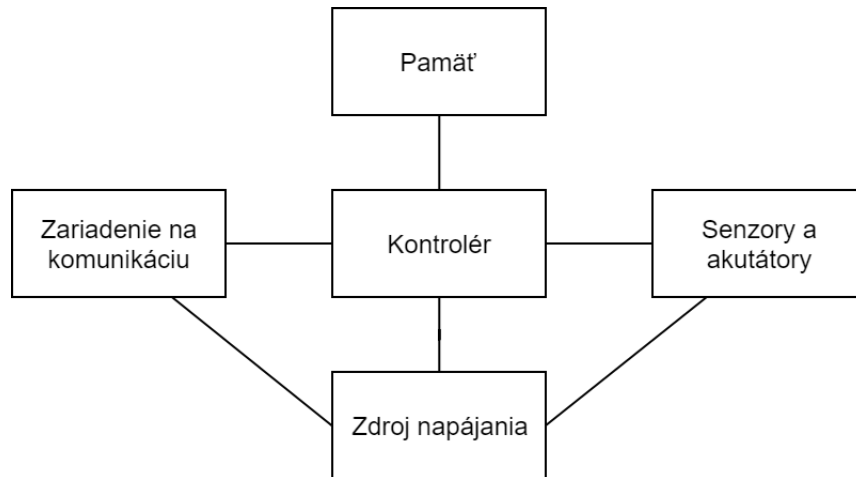 Pamäť
Zariadenie na
komunikáciu
Kontrolér
Senzory a
akutátory
Zdroj napájania